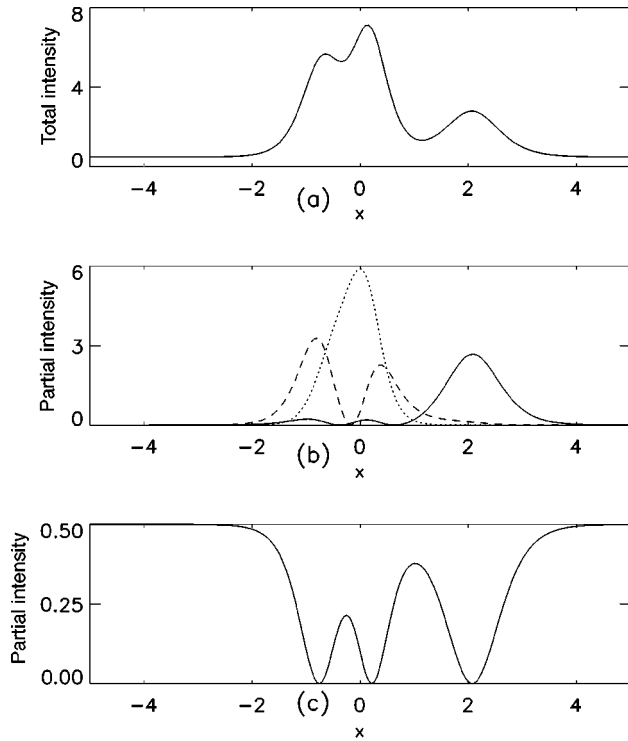 8
4
0
Total intensity
−4 −2 0 2 4
(a)
x
6
3
0
Partial intensity
−4 −2 0 2 4
(b)
x
0.50
0.25
0.00
Partial intensity
−4 −2 0 2 4
(c)
x